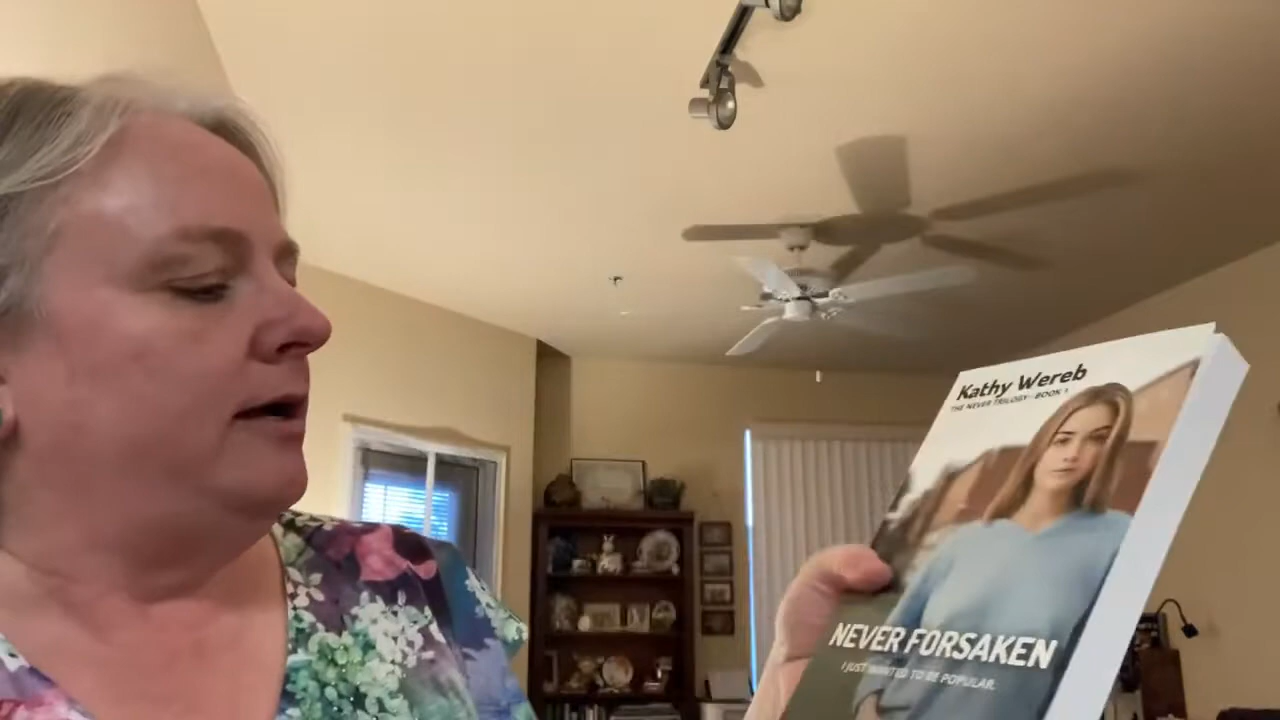 Kathy Wereb
THE NEVER TRILOGY - BOOK 1
NEVER FORSAKEN
I JUST WANTED TO BE POPULAR.